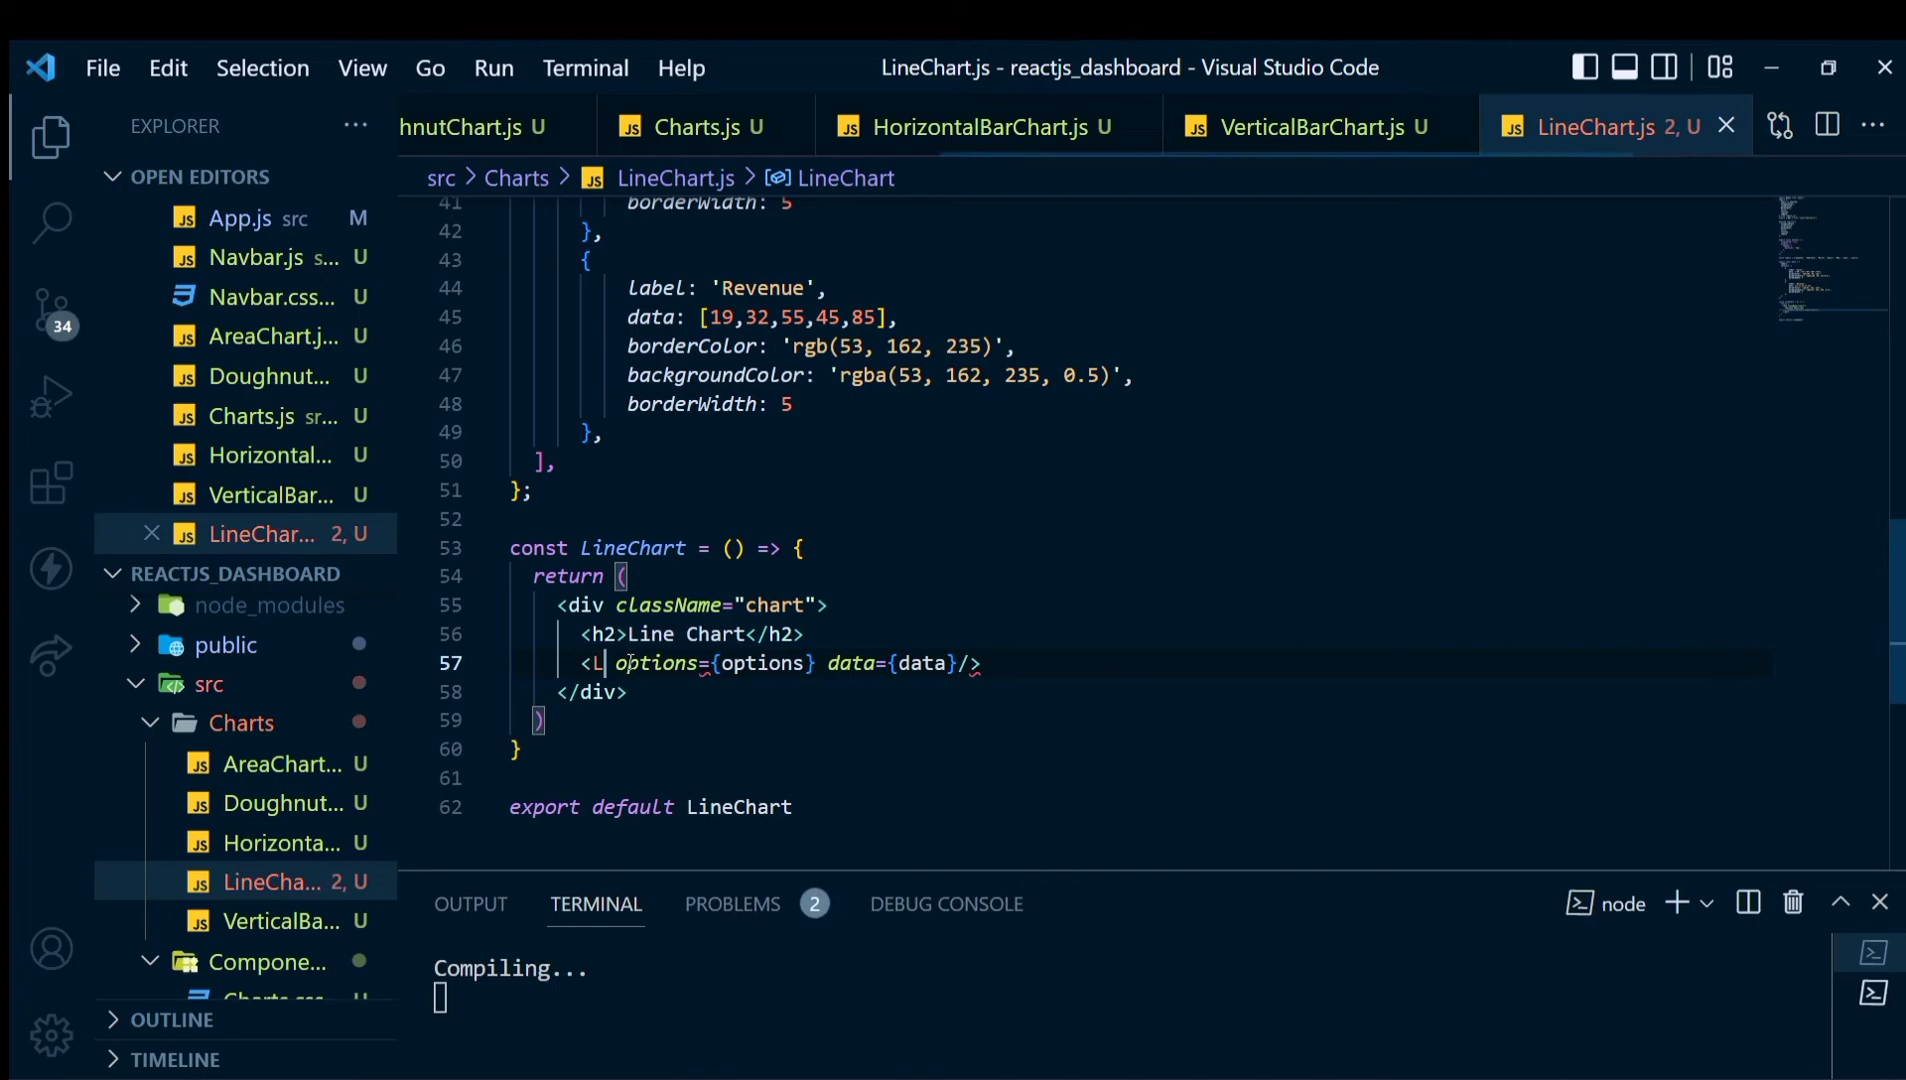 File Edit Selection View Go Run Terminal Help LineChart.js - reactjs_dashboard - Visual Studio Code
EXPLORER
hnutChart.js U Charts.js U HorizontalBarChart.js U VerticalBarChart.js U LineChart.js 2, U
src > Charts > LineChart.js > LineChart
OPEN EDITORS
App.js src M
Navbar.js s... U
Navbar.css... U
AreaChart.j... U
Doughnut... U
Charts.js sr... U
Horizontal... U
VerticalBar... U
LineChar... 2, U
REACTJS_DASHBOARD
node_modules
public
src
Charts
AreaChart... U
Doughnut... U
Horizonta... U
LineCha... 2, U
VerticalBa... U
Compone...
Charts.css U
OUTLINE
TIMELINE
34
41 borderWidth: 5
42 },
43 {
44 label: 'Revenue',
45 data: [19,32,55,45,85],
46 borderColor: 'rgb(53, 162, 235)',
47 backgroundColor: 'rgba(53, 162, 235, 0.5)',
48 borderWidth: 5
49 },
50 ],
51 };
52
53 const LineChart = () => {
54 return (
55 <div className="chart">
56 <h2>Line Chart</h2>
57 <L options={options} data={data}/>
58 </div>
59 )
60 }
61
62 export default LineChart
OUTPUT TERMINAL PROBLEMS 2 DEBUG CONSOLE node
Compiling...